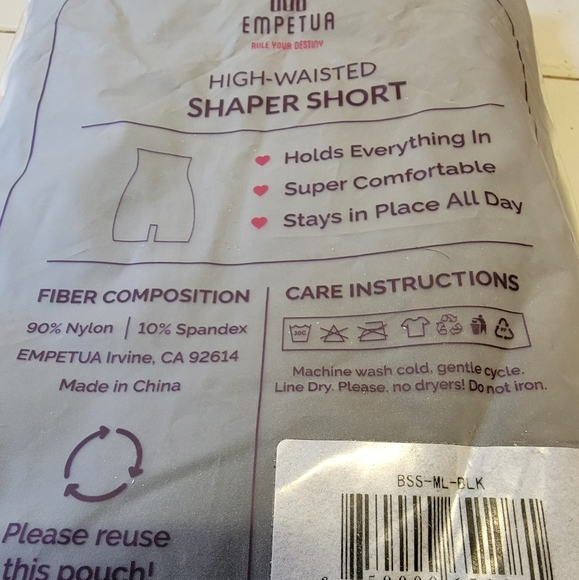 EMPETUA
RULE YOUR DESTINY
HIGH-WAISTED
SHAPER SHORT
Holds Everything In
Super Comfortable
Stays in Place All Day
FIBER COMPOSITION
90% Nylon | 10% Spandex
EMPETUA Irvine, CA 92614
Made in China
CARE INSTRUCTIONS
30C
Machine wash cold, gentle cycle.
Line Dry. Please, no dryers! Do not iron.
Please reuse
this pouch!
BSS-ML-BLK